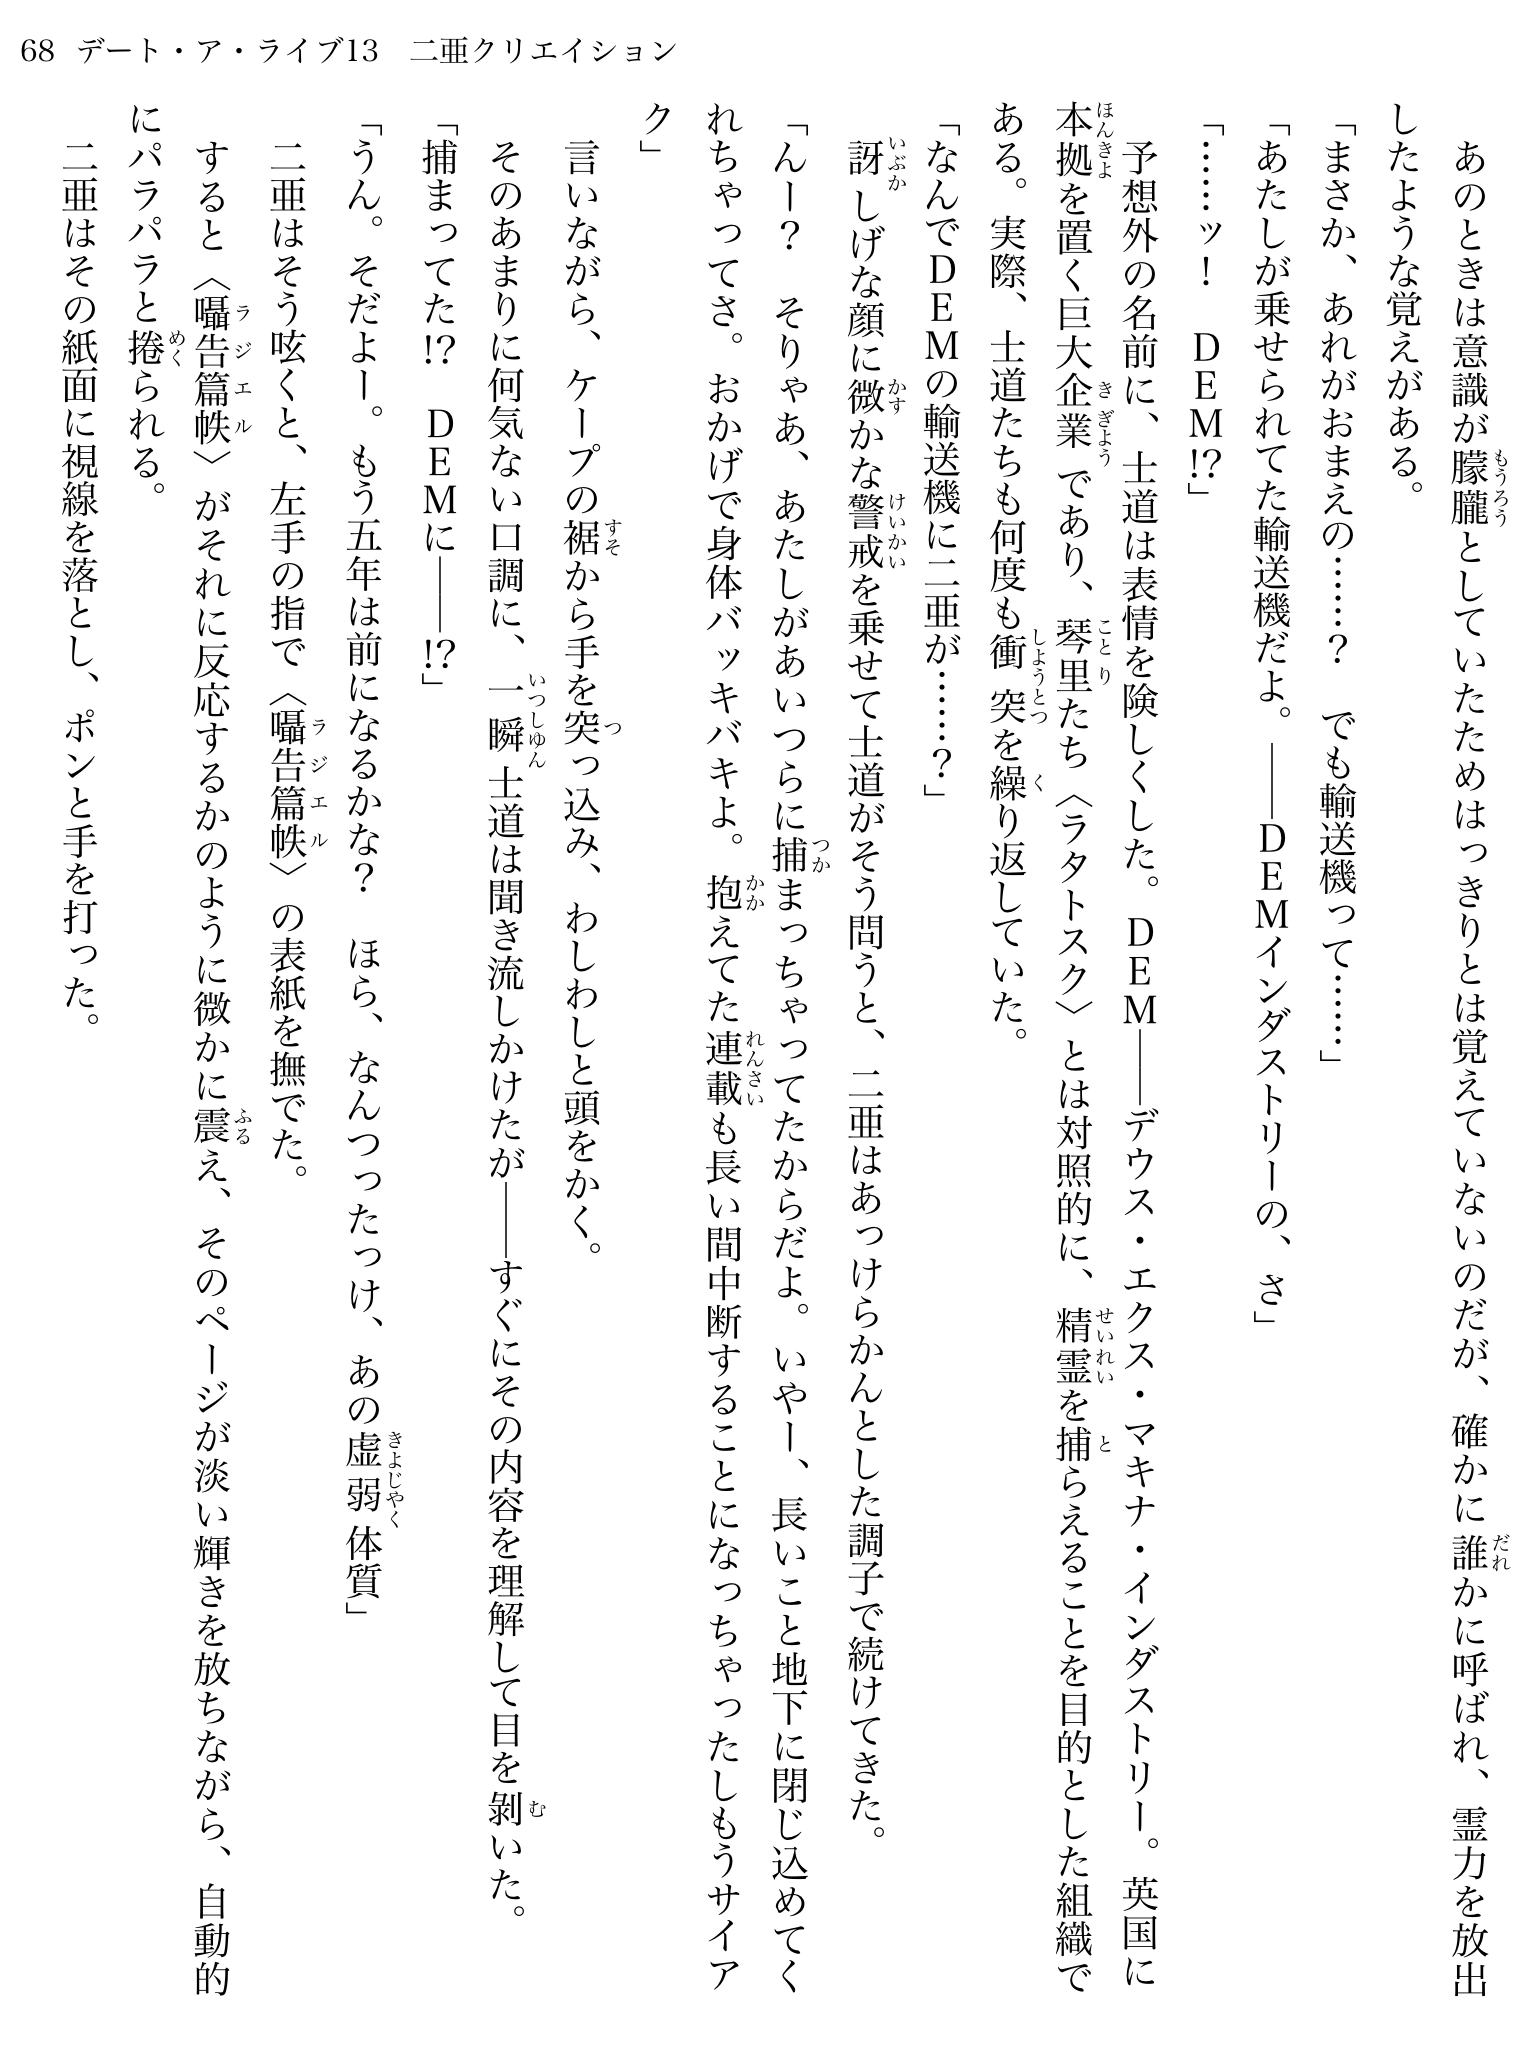 68 デート・ア・ライブ13　二亜クリエイション
　あのときは意識が朦朧としていたためはっきりとは覚えていないのだが、確かに誰かに呼ばれ、霊力を放出
したような覚えがある。
「まさか、あれがおまえの……？　でも輸送機って……」
「あたしが乗せられてた輸送機だよ。――DEMインダストリーの、さ」
「……ッ！　DEM!?」
　予想外の名前に、士道は表情を険しくした。DEM――デウス・エクス・マキナ・インダストリー。英国に
本拠を置く巨大企業であり、琴里たち〈ラタトスク〉とは対照的に、精霊を捕らえることを目的とした組織で
ある。実際、士道たちも何度も衝突を繰り返していた。
「なんでDEMの輸送機に二亜が……？」
　訝しげな顔に微かな警戒を乗せて士道がそう問うと、二亜はあっけらかんとした調子で続けてきた。
「んー？　そりゃあ、あたしがあいつらに捕まっちゃってたからだよ。いやー、長いこと地下に閉じ込めてく
れちゃってさ。おかげで身体バッキバキよ。抱えてた連載も長い間中断することになっちゃったしもうサイア
ク」
　言いながら、ケープの裾から手を突っ込み、わしわしと頭をかく。
　そのあまりに何気ない口調に、一瞬士道は聞き流しかけたが――すぐにその内容を理解して目を剝いた。
「捕まってた!?　DEMに――!?」
「うん。そだよー。もう五年は前になるかな？　ほら、なんつったっけ、あの虚弱体質」
　二亜はそう呟くと、左手の指で〈囁告篇帙〉の表紙を撫でた。
　すると〈囁告篇帙〉がそれに反応するかのように微かに震え、そのページが淡い輝きを放ちながら、自動的
にパラパラと捲られる。
　二亜はその紙面に視線を落とし、ポンと手を打った。